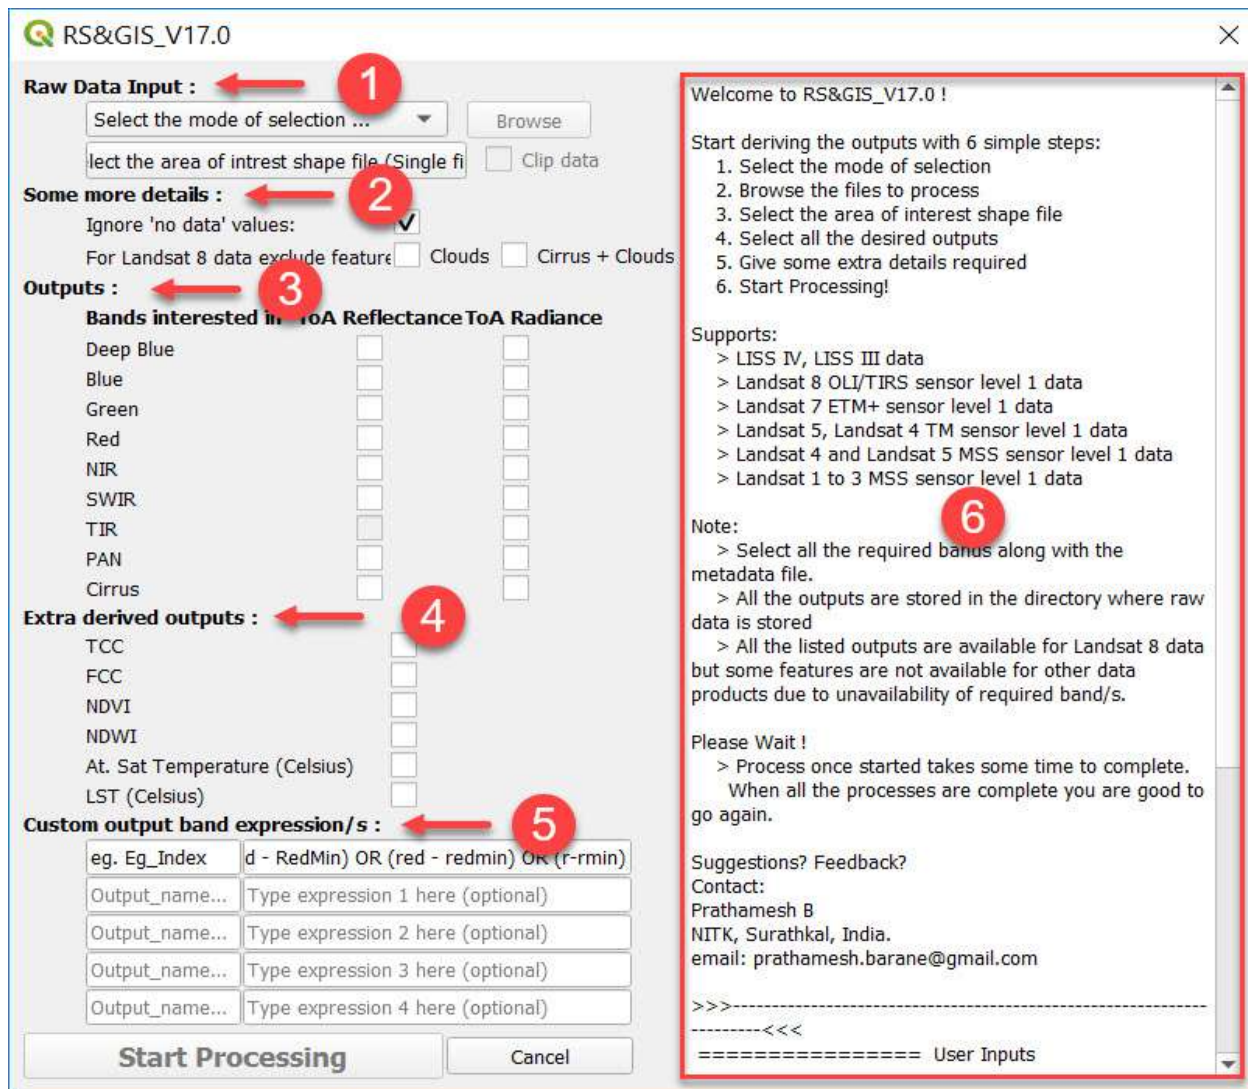 RS&GIS_V17.0
Raw Data Input :
1
Select the mode of selection ...
Browse
lect the area of intrest shape file (Single fi
Clip data
Some more details :
2
Ignore 'no data' values:
For Landsat 8 data exclude feature
Clouds
Cirrus + Clouds
Outputs :
3
Bands interested in ToA Reflectance ToA Radiance
Deep Blue
Blue
Green
Red
NIR
SWIR
TIR
PAN
Cirrus
Extra derived outputs :
4
TCC
FCC
NDVI
NDWI
At. Sat Temperature (Celsius)
LST (Celsius)
Custom output band expression/s :
5
eg. Eg_Index d - RedMin) OR (red - redmin) OR (r-rmin)
Output_name... Type expression 1 here (optional)
Output_name... Type expression 2 here (optional)
Output_name... Type expression 3 here (optional)
Output_name... Type expression 4 here (optional)
Start Processing
Cancel
Welcome to RS&GIS_V17.0 !
Start deriving the outputs with 6 simple steps:
1. Select the mode of selection
2. Browse the files to process
3. Select the area of interest shape file
4. Select all the desired outputs
5. Give some extra details required
6. Start Processing!
Supports:
> LISS IV, LISS III data
> Landsat 8 OLI/TIRS sensor level 1 data
> Landsat 7 ETM+ sensor level 1 data
> Landsat 5, Landsat 4 TM sensor level 1 data
> Landsat 4 and Landsat 5 MSS sensor level 1 data
> Landsat 1 to 3 MSS sensor level 1 data
6
Note:
> Select all the required bands along with the
metadata file.
> All the outputs are stored in the directory where raw
data is stored
> All the listed outputs are available for Landsat 8 data
but some features are not available for other data
products due to unavailability of required band/s.
Please Wait !
> Process once started takes some time to complete.
When all the processes are complete you are good to
go again.
Suggestions? Feedback?
Contact:
Prathamesh B
NITK, Surathkal, India.
email: prathamesh.barane@gmail.com
>>>-------------------------------------------------------------
---------<<<
================ User Inputs